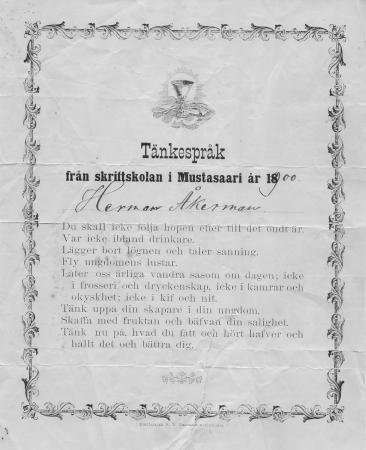 Tänkespråk
från skriftskolan i Mustasaari år 1900.
Herman Åkerman
Du skall icke följa hopen efter till det ondt är.
Var icke ibland drinkare.
Lägger bort lögnen och taler sanning.
Fly ungdomens lustar.
Låter oss ärliga vandra såsom om dagen; icke
i frosseri och dryckenskap, icke i kamrar och
okyskhet; icke i kif och nit.
Tänk uppå din skapare i din ungdom.
Skaffa med fruktan och bäfvan din salighet.
Tänk nu på, hvad du fått och hört hafver och
hållt det och bättra dig.